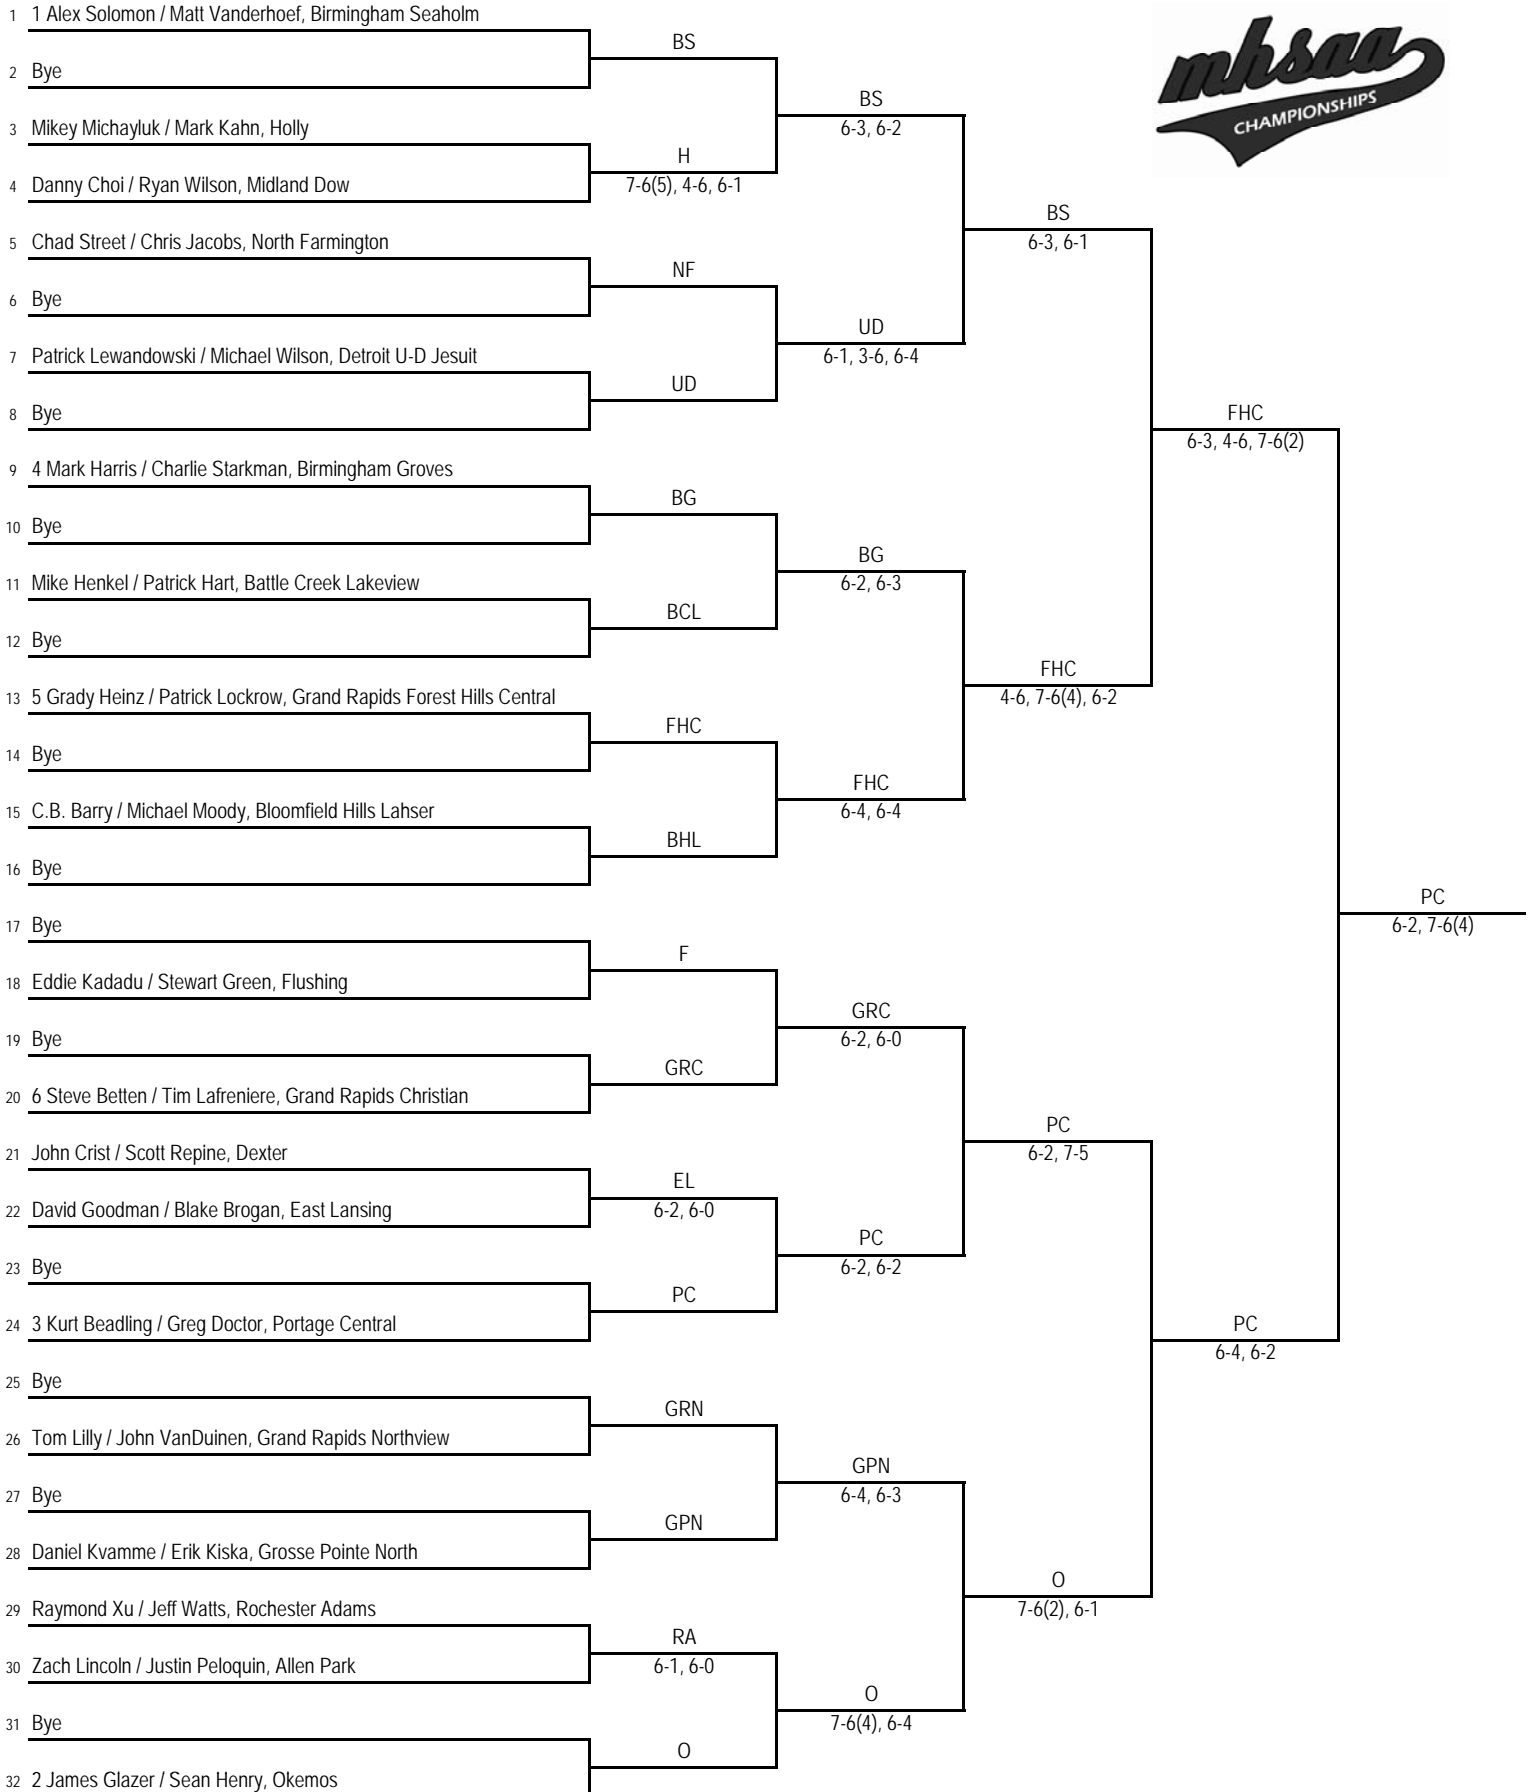 mhsaa
CHAMPIONSHIPS
1 1 Alex Solomon / Matt Vanderhoef, Birmingham Seaholm
2 Bye
3 Mikey Michayluk / Mark Kahn, Holly
4 Danny Choi / Ryan Wilson, Midland Dow
5 Chad Street / Chris Jacobs, North Farmington
6 Bye
7 Patrick Lewandowski / Michael Wilson, Detroit U-D Jesuit
8 Bye
9 4 Mark Harris / Charlie Starkman, Birmingham Groves
10 Bye
11 Mike Henkel / Patrick Hart, Battle Creek Lakeview
12 Bye
13 5 Grady Heinz / Patrick Lockrow, Grand Rapids Forest Hills Central
14 Bye
15 C.B. Barry / Michael Moody, Bloomfield Hills Lahser
16 Bye
17 Bye
18 Eddie Kadadu / Stewart Green, Flushing
19 Bye
20 6 Steve Betten / Tim Lafreniere, Grand Rapids Christian
21 John Crist / Scott Repine, Dexter
22 David Goodman / Blake Brogan, East Lansing
23 Bye
24 3 Kurt Beadling / Greg Doctor, Portage Central
25 Bye
26 Tom Lilly / John VanDuinen, Grand Rapids Northview
27 Bye
28 Daniel Kvamme / Erik Kiska, Grosse Pointe North
29 Raymond Xu / Jeff Watts, Rochester Adams
30 Zach Lincoln / Justin Peloquin, Allen Park
31 Bye
32 2 James Glazer / Sean Henry, Okemos
BS
H
7-6(5), 4-6, 6-1
NF
UD
BG
BCL
FHC
BHL
F
GRC
EL
6-2, 6-0
PC
GRN
GPN
RA
6-1, 6-0
O
BS
6-3, 6-2
UD
6-1, 3-6, 6-4
BG
6-2, 6-3
FHC
6-4, 6-4
GRC
6-2, 6-0
PC
6-2, 6-2
GPN
6-4, 6-3
O
7-6(4), 6-4
BS
6-3, 6-1
FHC
4-6, 7-6(4), 6-2
PC
6-2, 7-5
O
7-6(2), 6-1
FHC
6-3, 4-6, 7-6(2)
PC
6-4, 6-2
PC
6-2, 7-6(4)